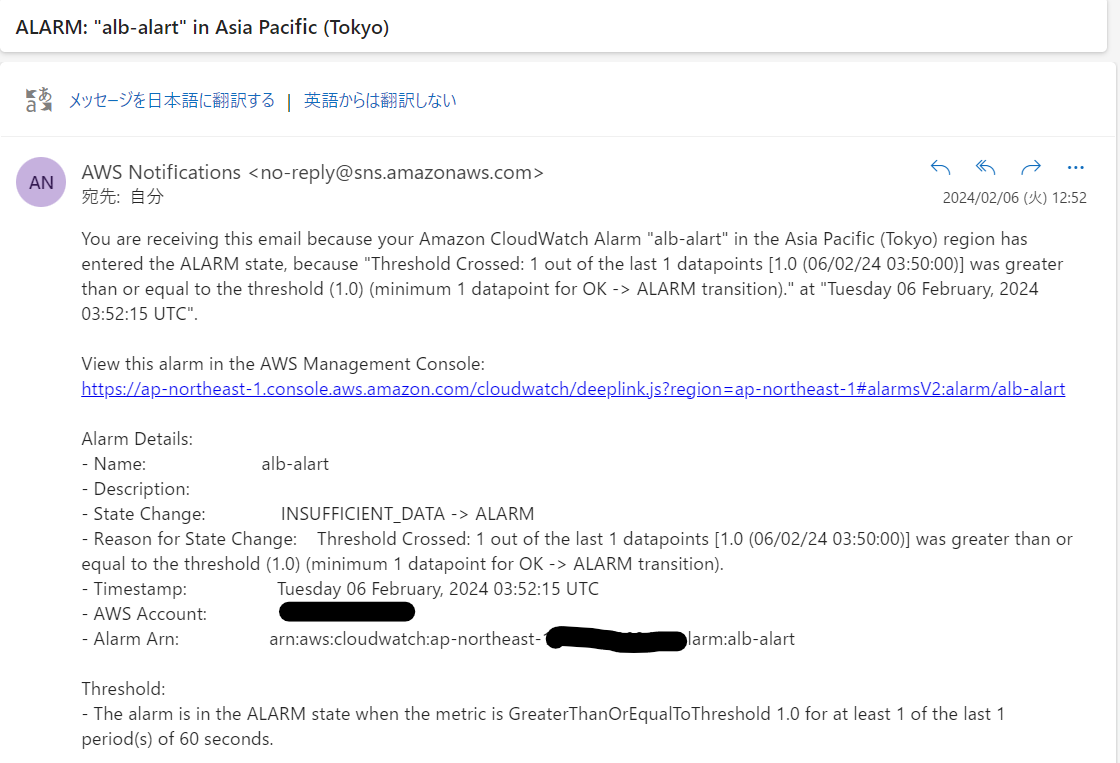 ALARM: "alb-alart" in Asia Pacific (Tokyo)
メッセージを日本語に翻訳する | 英語からは翻訳しない
AN
AWS Notifications <no-reply@sns.amazonaws.com>
宛先: 自分
2024/02/06 (火) 12:52
You are receiving this email because your Amazon CloudWatch Alarm "alb-alart" in the Asia Pacific (Tokyo) region has
entered the ALARM state, because "Threshold Crossed: 1 out of the last 1 datapoints [1.0 (06/02/24 03:50:00)] was greater
than or equal to the threshold (1.0) (minimum 1 datapoint for OK -> ALARM transition)." at "Tuesday 06 February, 2024
03:52:15 UTC".
View this alarm in the AWS Management Console:
https://ap-northeast-1.console.aws.amazon.com/cloudwatch/deeplink.js?region=ap-northeast-1#alarmsV2:alarm/alb-alart
Alarm Details:
- Name: alb-alart
- Description:
- State Change: INSUFFICIENT_DATA -> ALARM
- Reason for State Change: Threshold Crossed: 1 out of the last 1 datapoints [1.0 (06/02/24 03:50:00)] was greater than or
equal to the threshold (1.0) (minimum 1 datapoint for OK -> ALARM transition).
- Timestamp: Tuesday 06 February, 2024 03:52:15 UTC
- AWS Account:
- Alarm Arn: arn:aws:cloudwatch:ap-northeast- larm:alb-alart
Threshold:
- The alarm is in the ALARM state when the metric is GreaterThanOrEqualToThreshold 1.0 for at least 1 of the last 1
period(s) of 60 seconds.